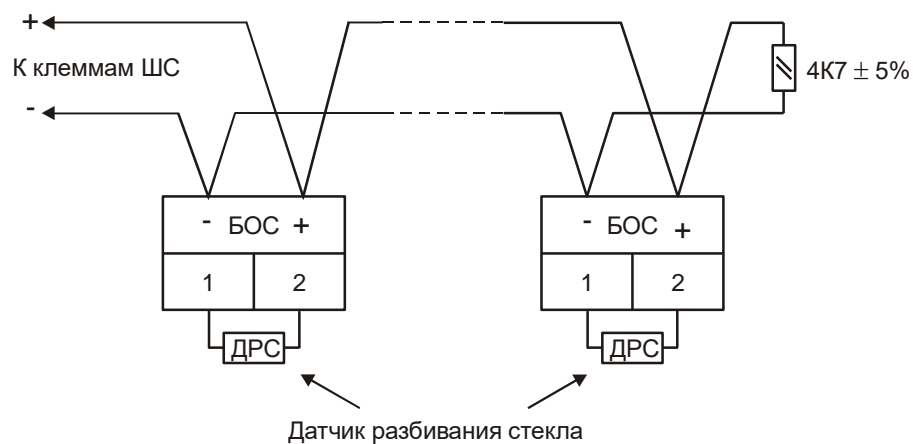 +
К клеммам ШС
-
4К7 ± 5%
- БОС +
- БОС +
1 2
1 2
ДРС
ДРС
Датчик разбивания стекла